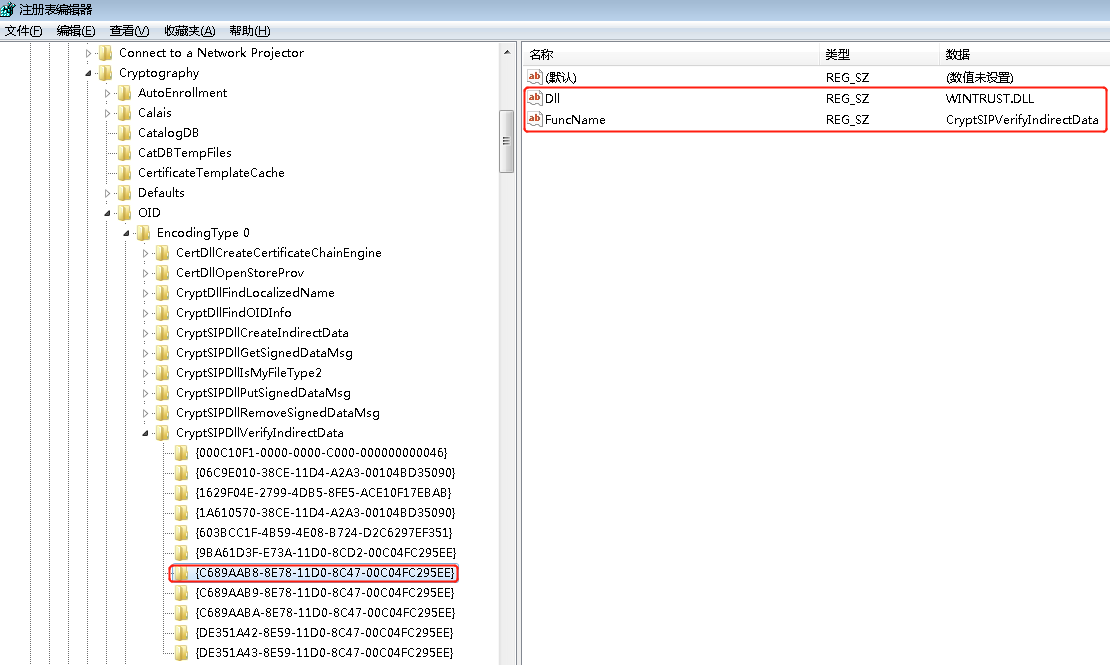 注册表编辑器
文件(F) 编辑(E) 查看(V) 收藏夹(A) 帮助(H)
Connect to a Network Projector
Cryptography
AutoEnrollment
Calais
CatalogDB
CatDBTempFiles
CertificateTemplateCache
Defaults
OID
EncodingType 0
CertDllCreateCertificateChainEngine
CertDllOpenStoreProv
CryptDllFindLocalizedName
CryptDllFindOIDInfo
CryptSIPDllCreateIndirectData
CryptSIPDllGetSignedDataMsg
CryptSIPDllIsMyFileType2
CryptSIPDllPutSignedDataMsg
CryptSIPDllRemoveSignedDataMsg
CryptSIPDllVerifyIndirectData
{000C10F1-0000-0000-C000-000000000046}
{06C9E010-38CE-11D4-A2A3-00104BD35090}
{1629F04E-2799-4DB5-8FE5-ACE10F17EBAB}
{1A610570-38CE-11D4-A2A3-00104BD35090}
{603BCC1F-4B59-4E08-B724-D2C6297EF351}
{9BA61D3F-E73A-11D0-8CD2-00C04FC295EE}
{C689AAB8-8E78-11D0-8C47-00C04FC295EE}
{C689AAB9-8E78-11D0-8C47-00C04FC295EE}
{C689AABA-8E78-11D0-8C47-00C04FC295EE}
{DE351A42-8E59-11D0-8C47-00C04FC295EE}
{DE351A43-8E59-11D0-8C47-00C04FC295EE}
名称 类型 数据
(默认) REG_SZ (数值未设置)
Dll REG_SZ WINTRUST.DLL
FuncName REG_SZ CryptSIPVerifyIndirectData